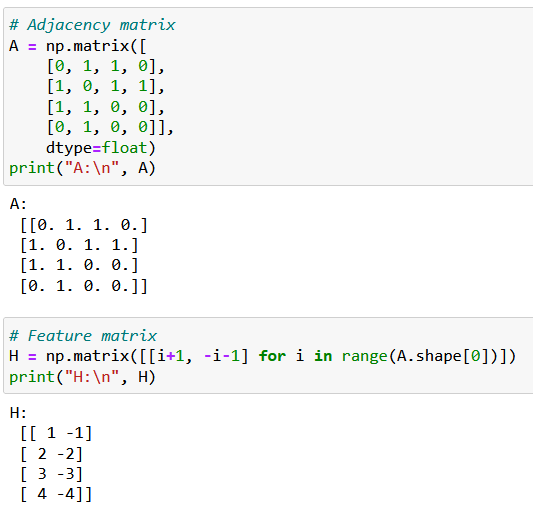 # Adjacency matrix
A = np.matrix([
    [0, 1, 1, 0],
    [1, 0, 1, 1],
    [1, 1, 0, 0],
    [0, 1, 0, 0]],
    dtype=float)
print("A:\n", A)
A:
 [[0. 1. 1. 0.]
 [1. 0. 1. 1.]
 [1. 1. 0. 0.]
 [0. 1. 0. 0.]]
# Feature matrix
H = np.matrix([[i+1, -i-1] for i in range(A.shape[0])])
print("H:\n", H)
H:
 [[ 1 -1]
 [ 2 -2]
 [ 3 -3]
 [ 4 -4]]